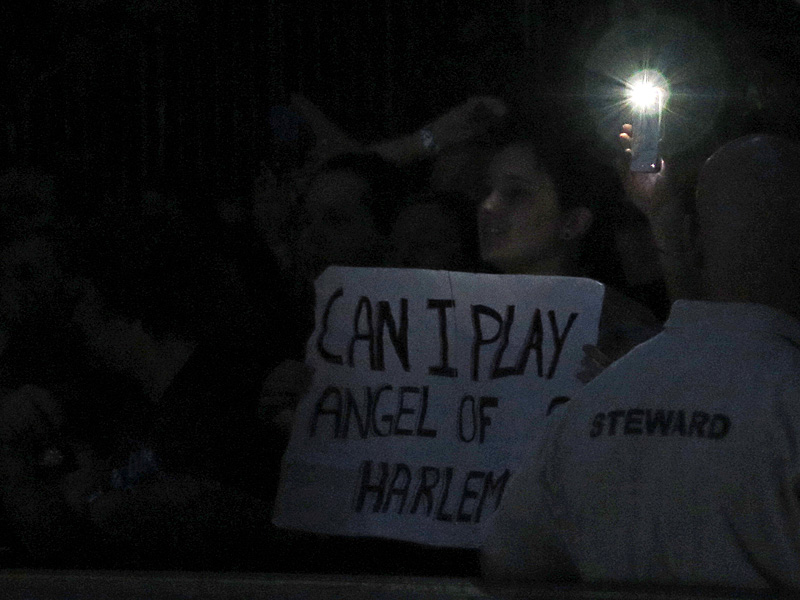 CAN I PLAY
ANGEL OF
HARLEM
STEWARD